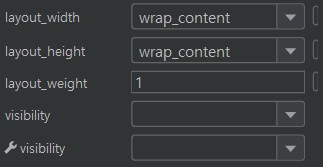 layout_width wrap_content
layout_height wrap_content
layout_weight 1
visibility
visibility